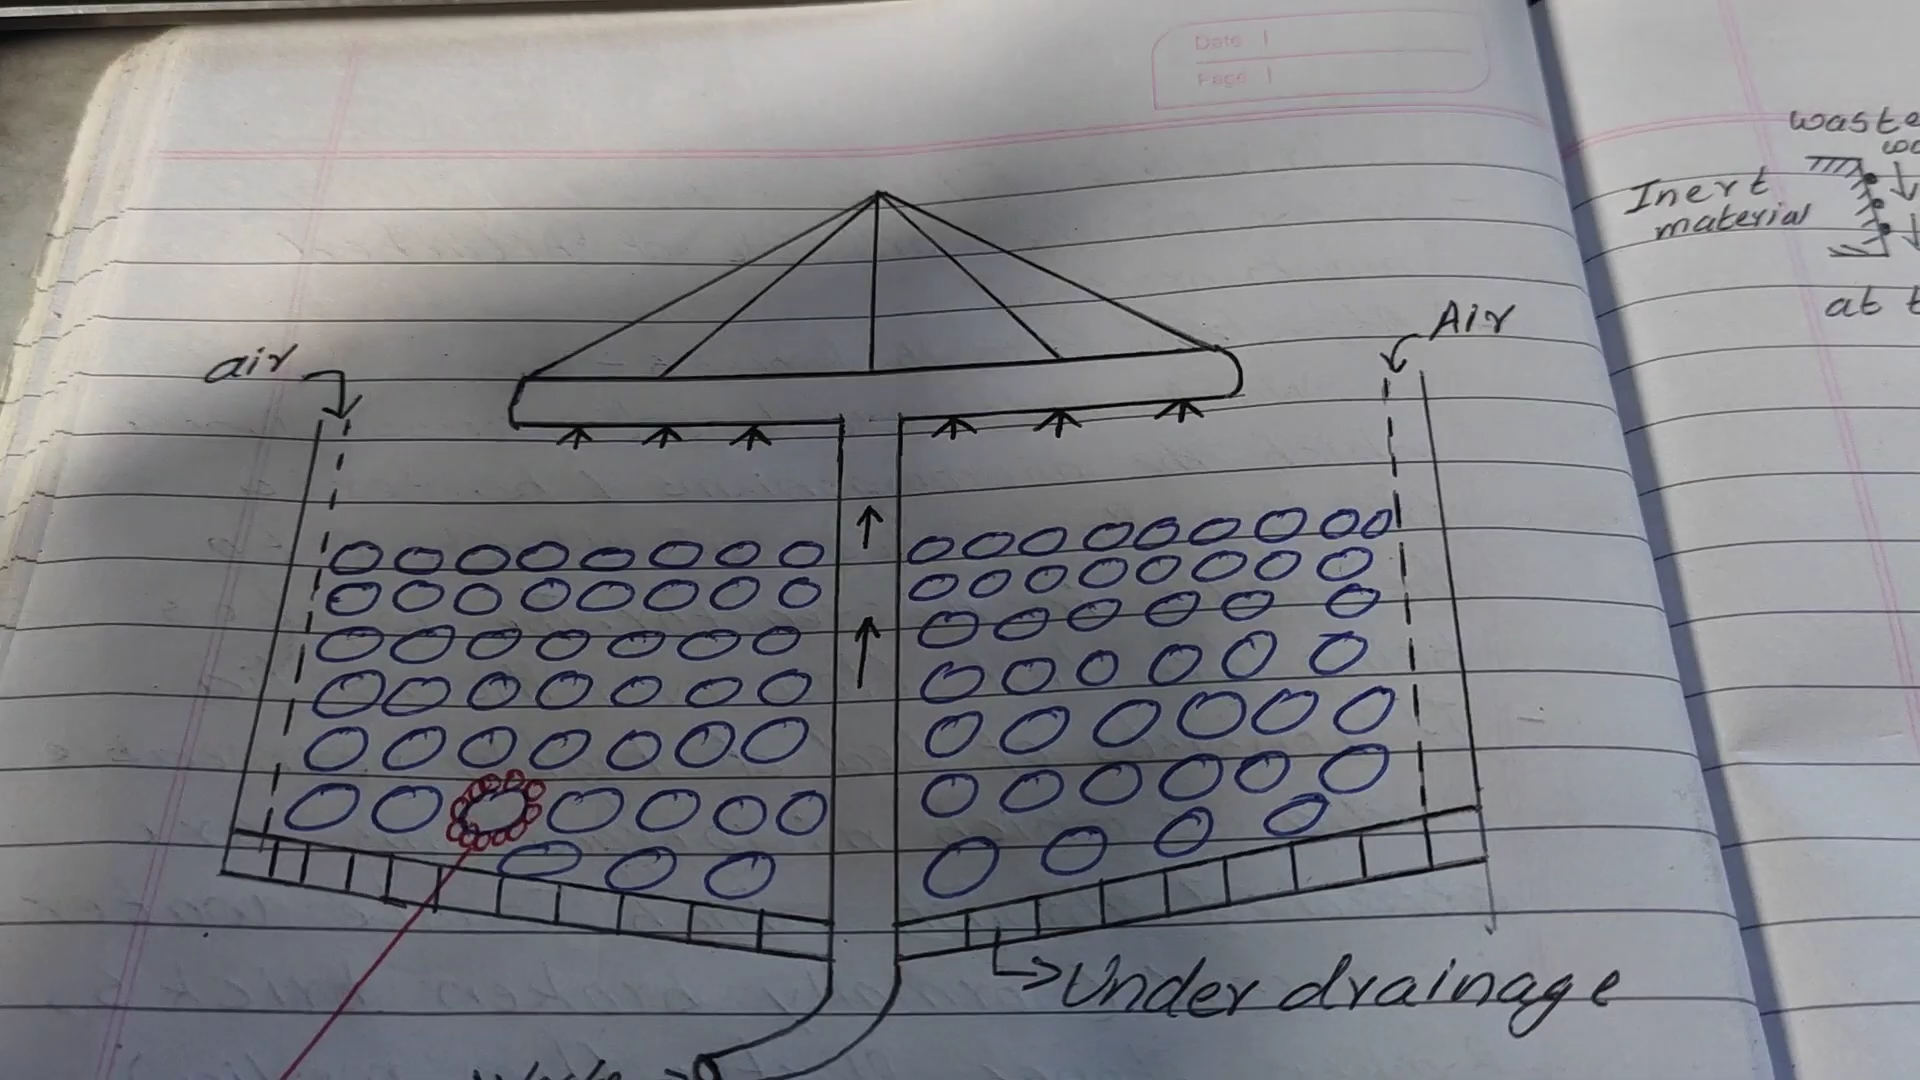 Date
Page
waste
Inert
material
at
air
Air
Under drainage